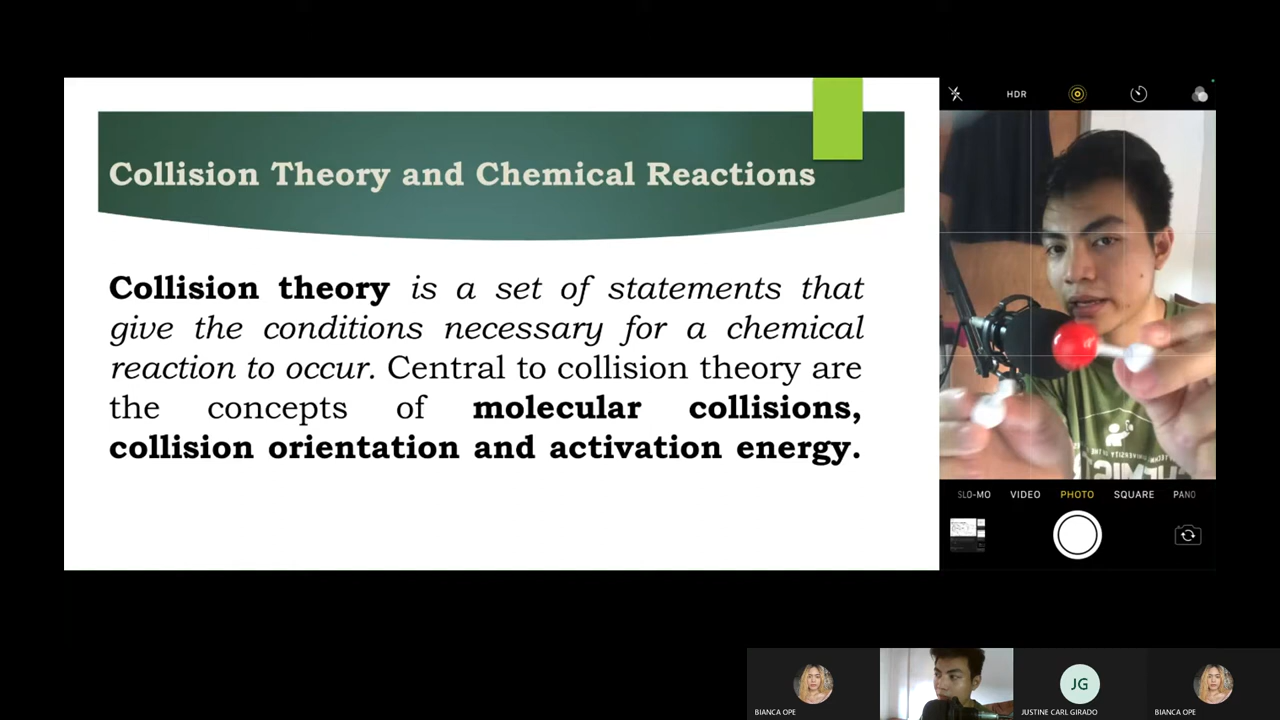 HDR
Collision Theory and Chemical Reactions
Collision theory is a set of statements that
give the conditions necessary for a chemical
reaction to occur. Central to collision theory are
the concepts of molecular collisions,
collision orientation and activation energy.
SLO-MO VIDEO PHOTO SQUARE PANO
JG
BIANCA OPE
JUSTINE CARL GIRADO
BIANCA OPE